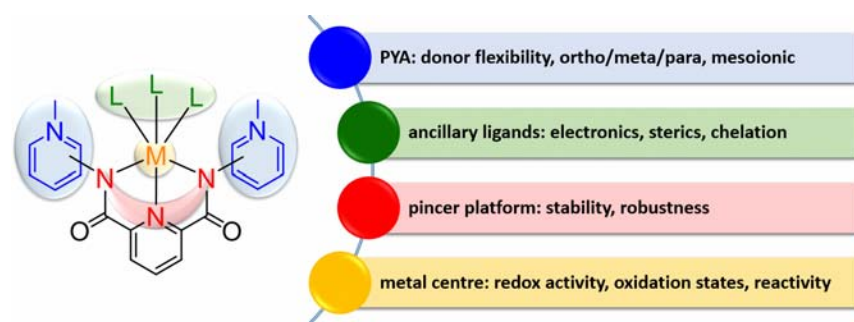 PYA: donor flexibility, ortho/meta/para, mesoionic
ancillary ligands: electronics, sterics, chelation
pincer platform: stability, robustness
metal centre: redox activity, oxidation states, reactivity
L L L
N M N
N N
N
O O